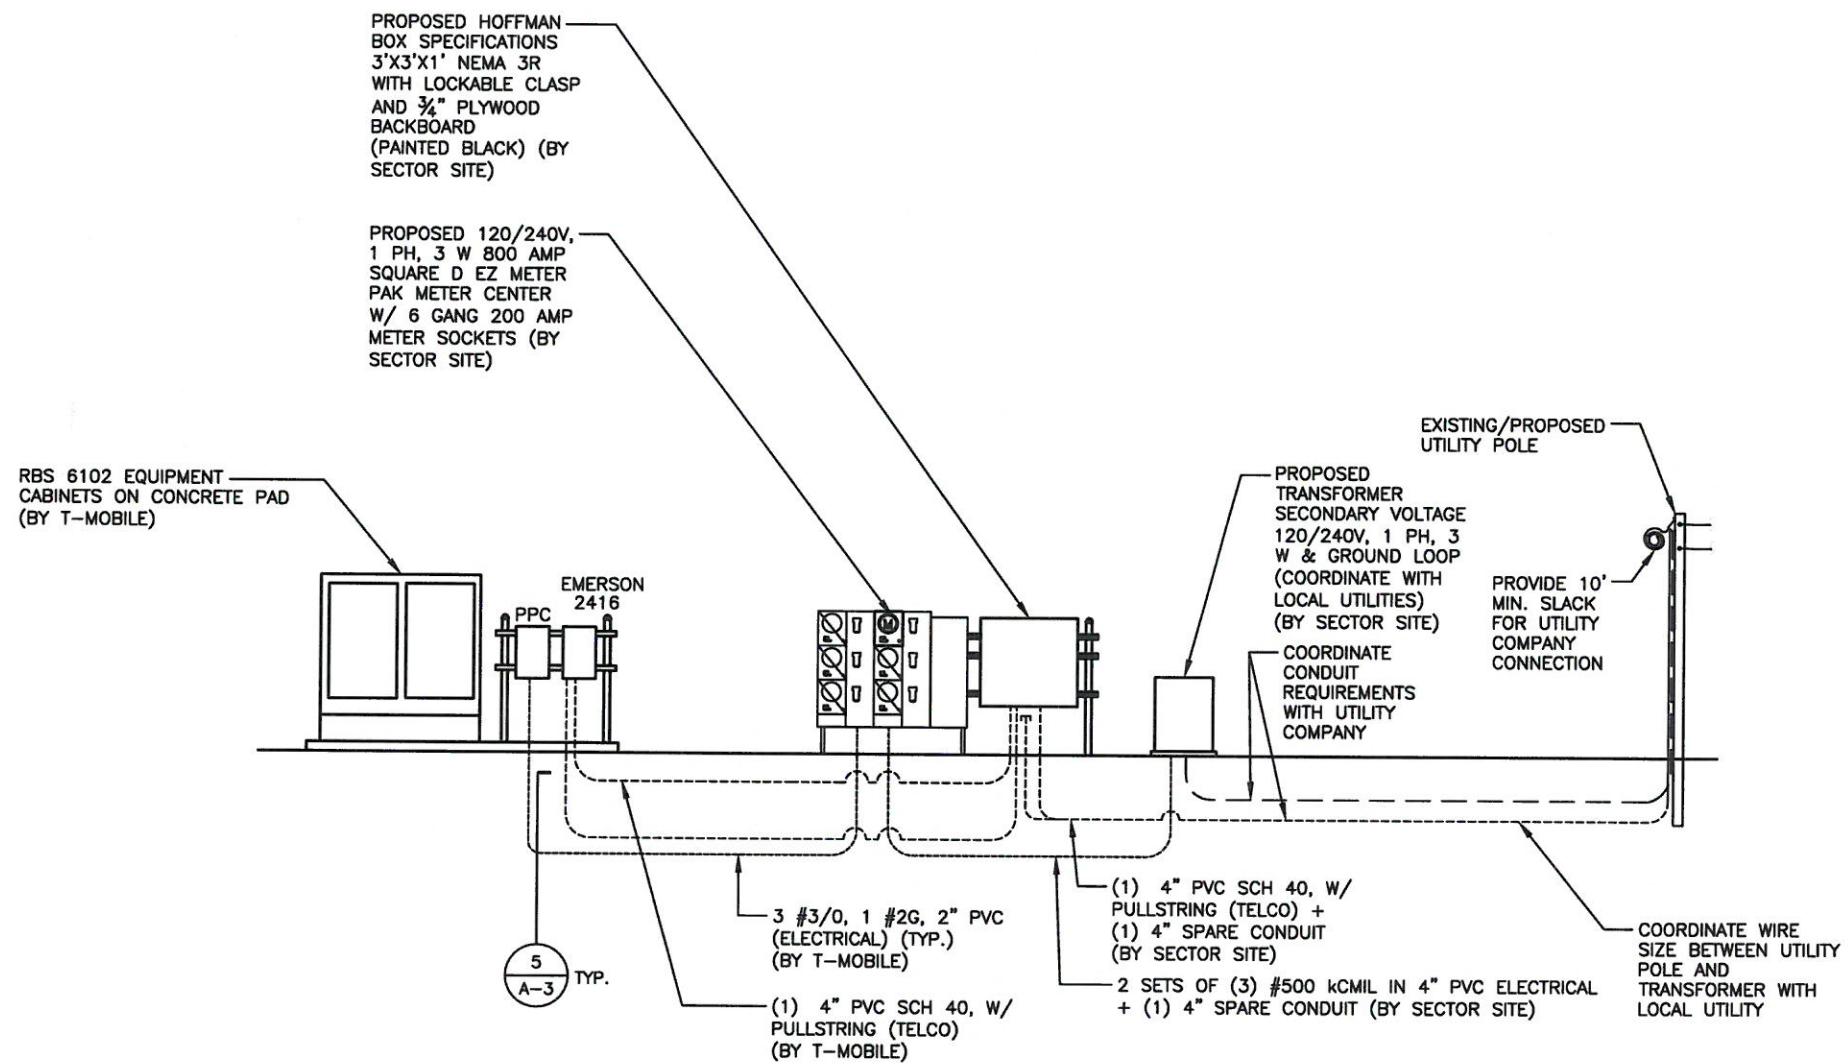 PROPOSED HOFFMAN
BOX SPECIFICATIONS
3'X3'X1' NEMA 3R
WITH LOCKABLE CLASP
AND ¾" PLYWOOD
BACKBOARD
(PAINTED BLACK) (BY
SECTOR SITE)
PROPOSED 120/240V,
1 PH, 3 W 800 AMP
SQUARE D EZ METER
PAK METER CENTER
W/ 6 GANG 200 AMP
METER SOCKETS (BY
SECTOR SITE)
RBS 6102 EQUIPMENT
CABINETS ON CONCRETE PAD
(BY T-MOBILE)
EMERSON
2416
PPC
M
EXISTING/PROPOSED
UTILITY POLE
PROPOSED
TRANSFORMER
SECONDARY VOLTAGE
120/240V, 1 PH, 3
W & GROUND LOOP
(COORDINATE WITH
LOCAL UTILITIES)
(BY SECTOR SITE)
PROVIDE 10'
MIN. SLACK
FOR UTILITY
COMPANY
CONNECTION
COORDINATE
CONDUIT
REQUIREMENTS
WITH UTILITY
COMPANY
3 #3/0, 1 #2G, 2" PVC
(ELECTRICAL) (TYP.)
(BY T-MOBILE)
5
A-3
TYP.
(1) 4" PVC SCH 40, W/
PULLSTRING (TELCO)
(BY T-MOBILE)
(1) 4" PVC SCH 40, W/
PULLSTRING (TELCO) +
(1) 4" SPARE CONDUIT
(BY SECTOR SITE)
2 SETS OF (3) #500 kCMIL IN 4" PVC ELECTRICAL
+ (1) 4" SPARE CONDUIT (BY SECTOR SITE)
COORDINATE WIRE
SIZE BETWEEN UTILITY
POLE AND
TRANSFORMER WITH
LOCAL UTILITY